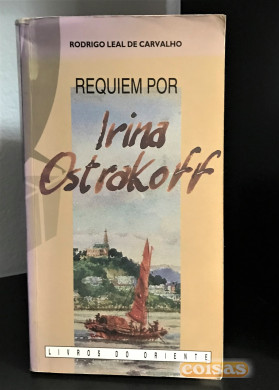 RODRIGO LEAL DE CARVALHO
REQUIEM POR
Irina
Ostrakoff
LIVROS DO ORIENTE
coisas